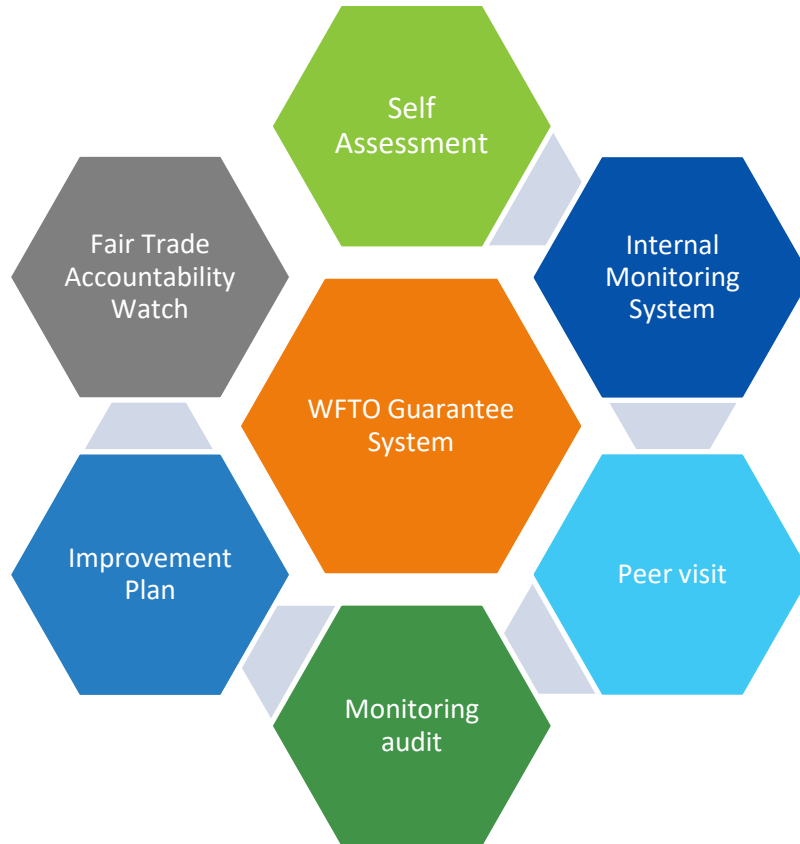 Self
Assessment
Fair Trade
Accountability
Watch
Internal
Monitoring
System
WFTO Guarantee
System
Improvement
Plan
Peer visit
Monitoring
audit